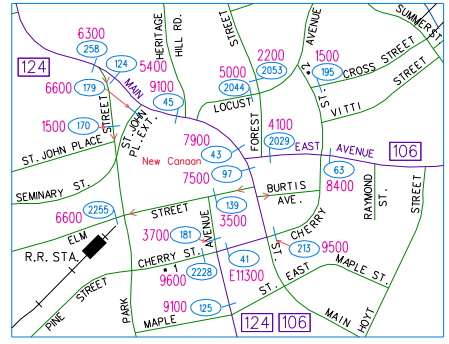 6300
258
HERITAGE
HILL RD.
STREET
AVENUE
SUMMER ST
124
124
5400
MAIN
2200
2053
5000
2044
1500
195
2
CROSS STREET
6600
179
9100
45
LOCUST
ST.
VITTI STREET
STREET
ST. JOHN
PL. EXT.
1500
170
ST. JOHN PLACE
7900
43
FOREST
4100
2029
EAST AVENUE
106
New Canaan
97
7500
63
8400
SEMINARY ST.
BURTIS
AVE.
RAYMOND
ST.
STREET
6600
2255
ELM
STREET
AVENUE
139
3500
R.R. STA.
3700
181
CHERRY
ST.
213
9500
CHERRY ST.
1
9600
2228
41
E11300
EAST
ST.
MAPLE ST.
PINE STREET
PARK
9100
125
MAPLE
124
106
MAIN
HOYT